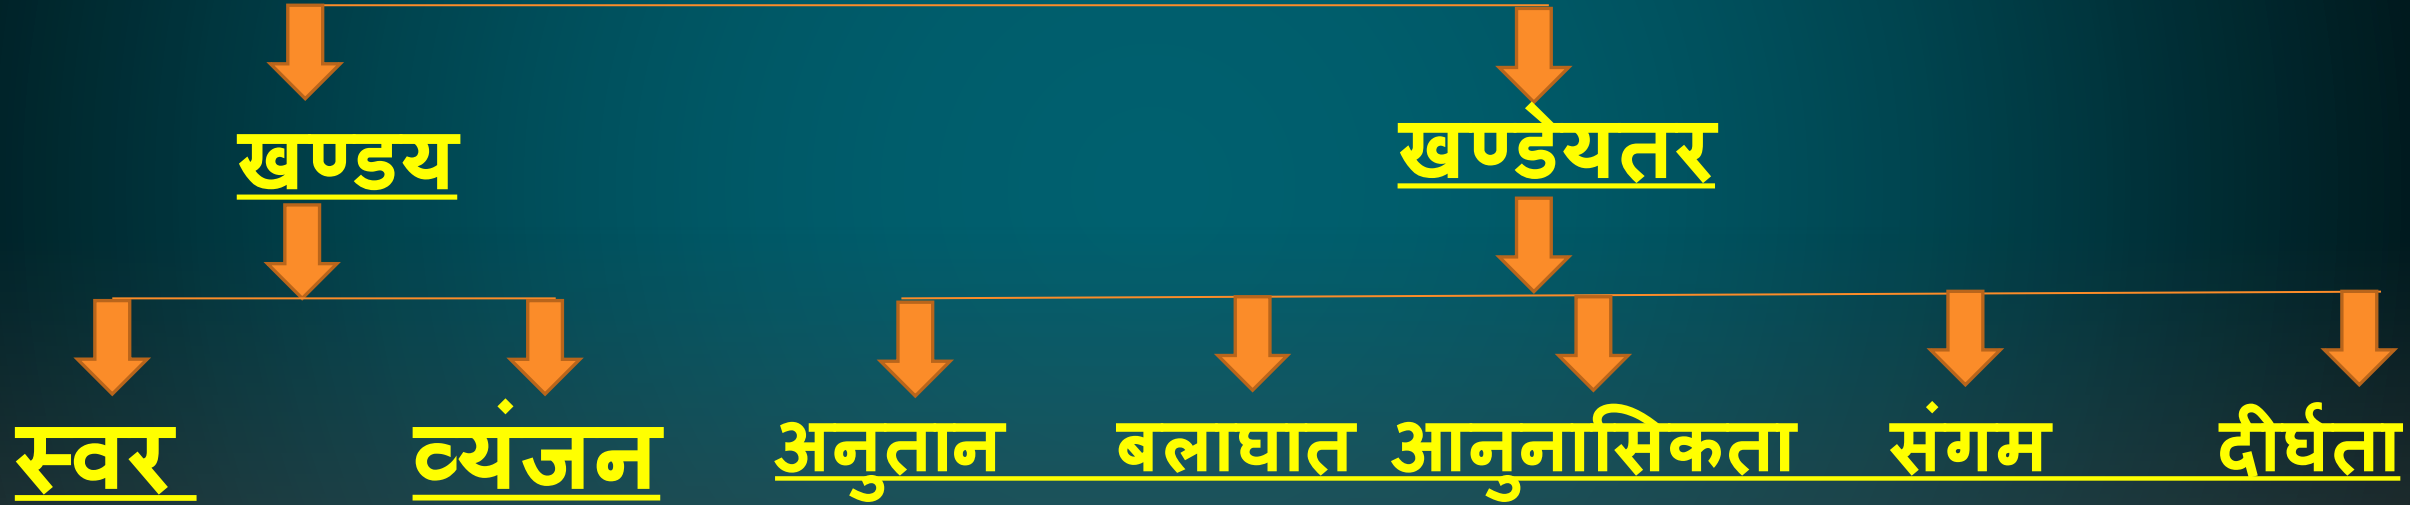 खण्डय खण्डेयतर
स्वर व्यंजन अनुतान बलाघात आनुनासिकता संगम दीर्घता